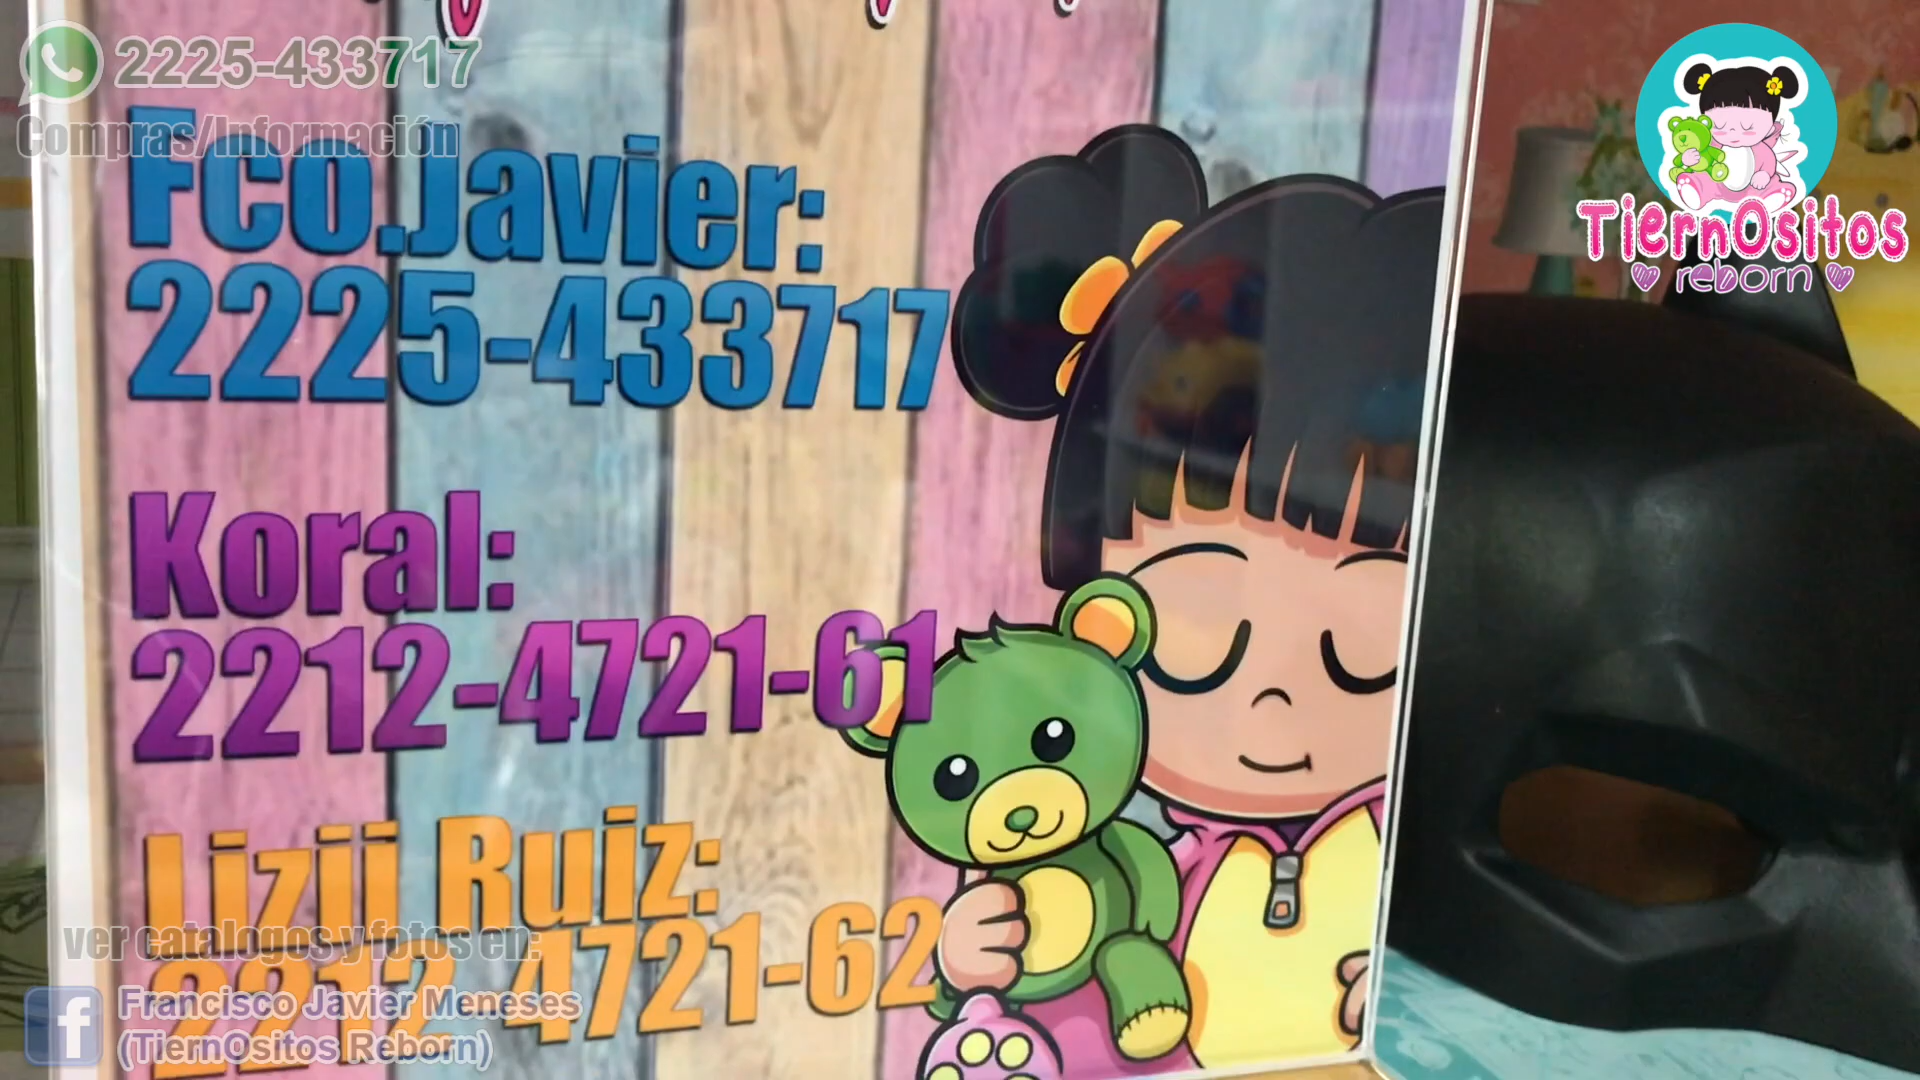 2225-433717
Compras/Información
TiernOsitos
reborn
Fco.Javier:
2225-433717
Koral:
2212-4721-61
Lizii Ruiz:
2212-4721-62
ver catalogos y fotos en:
Francisco Javier Meneses
(TiernOsitos Reborn)